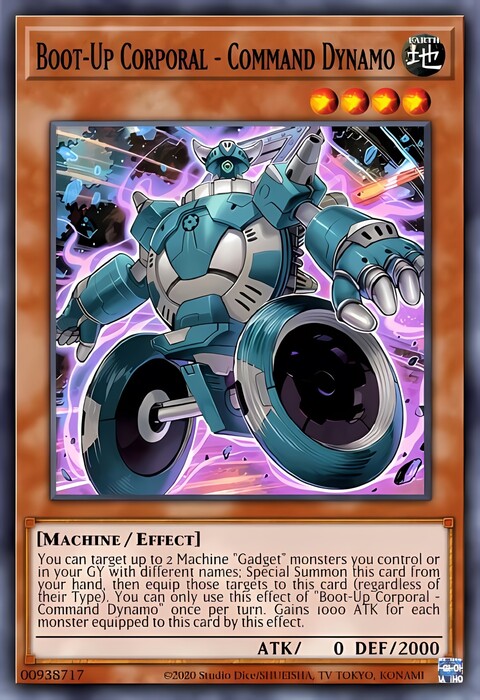 Boot-Up Corporal - Command Dynamo
EARTH
地
[Machine / Effect]
You can target up to 2 Machine "Gadget" monsters you control or
in your GY with different names; Special Summon this card from
your hand, then equip those targets to this card (regardless of
their Type). You can only use this effect of "Boot-Up Corporal -
Command Dynamo" once per turn. Gains 1000 ATK for each
monster equipped to this card by this effect.
ATK/ 0 DEF/2000
00938717
©2020 Studio Dice/SHUEISHA, TV TOKYO, KONAMI